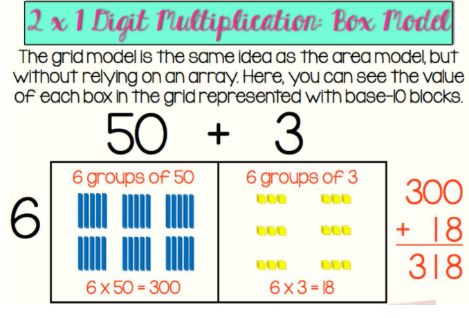 2 x 1 Digit Multiplication: Box Model
The grid model is the same idea as the area model, but
without relying on an array. Here, you can see the value
of each box in the grid represented with base-10 blocks.
50 + 3
6
6 groups of 50
6 x 50 = 300
6 groups of 3
6 x 3 = 18
300
+ 18
318